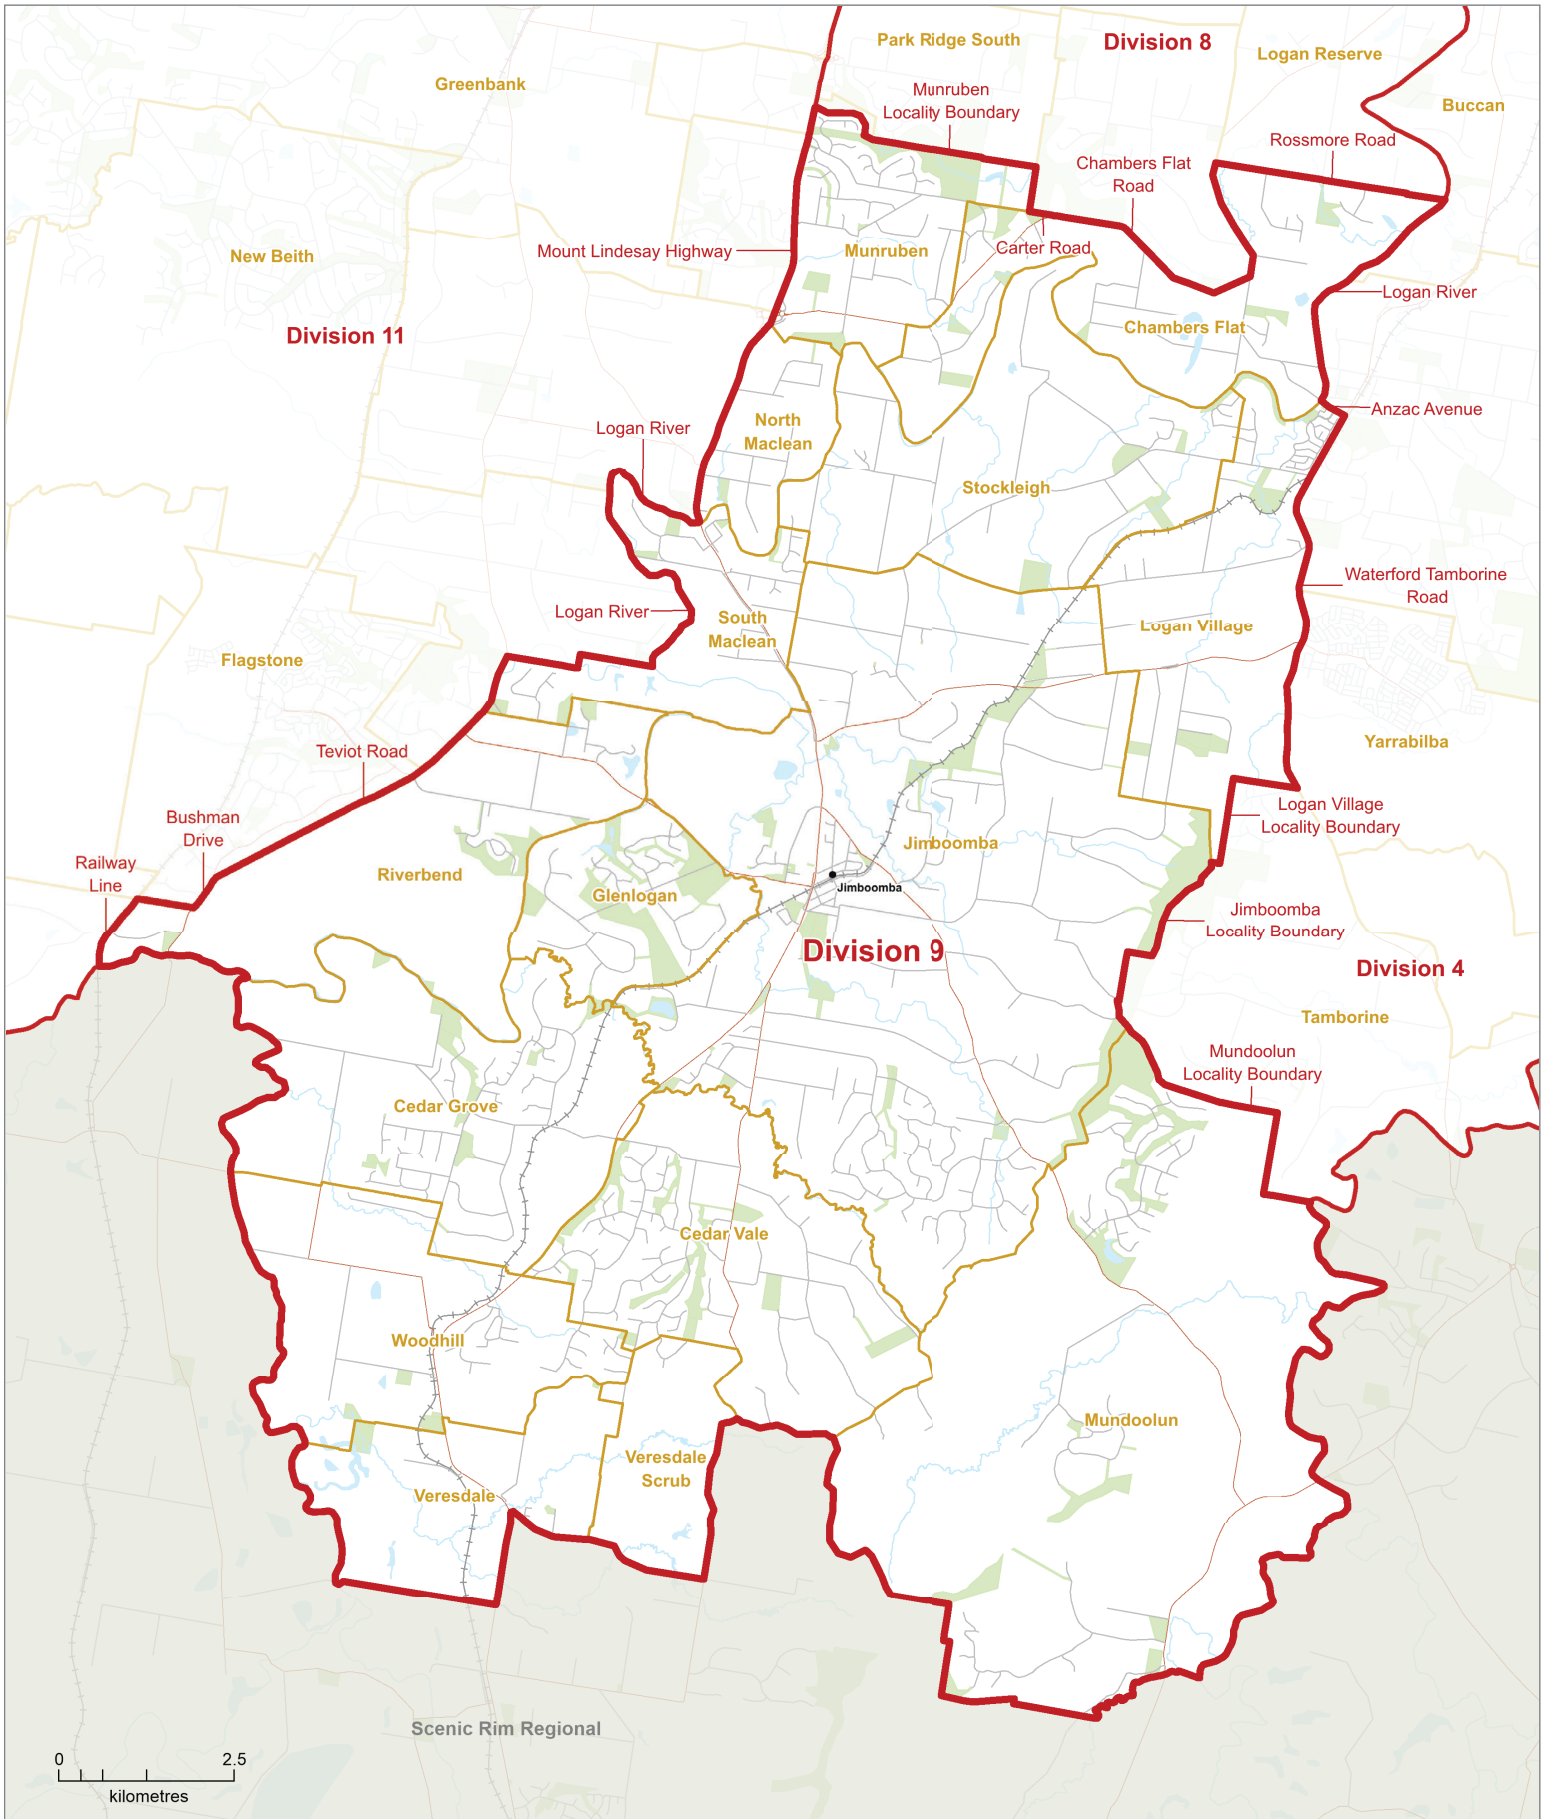 Park Ridge South
Division 8
Logan Reserve
Greenbank
Munruben
Locality Boundary
Buccan
Rossmore Road
Chambers Flat
Road
New Beith
Mount Lindesay Highway
Munruben
Carter Road
Logan River
Division 11
Chambers Flat
Anzac Avenue
North
Maclean
Logan River
Stockleigh
Waterford Tamborine
Road
Logan River
South
Maclean
Logan Village
Flagstone
Yarrabilba
Teviot Road
Logan Village
Locality Boundary
Bushman
Drive
Jimboomba
Railway
Line
Riverbend
Glenlogan
Jimboomba
Jimboomba
Locality Boundary
Division 9
Division 4
Tamborine
Mundoolun
Locality Boundary
Cedar Grove
Cedar Vale
Woodhill
Mundoolun
Veresdale
Scrub
Veresdale
Scenic Rim Regional
0
2.5
kilometres